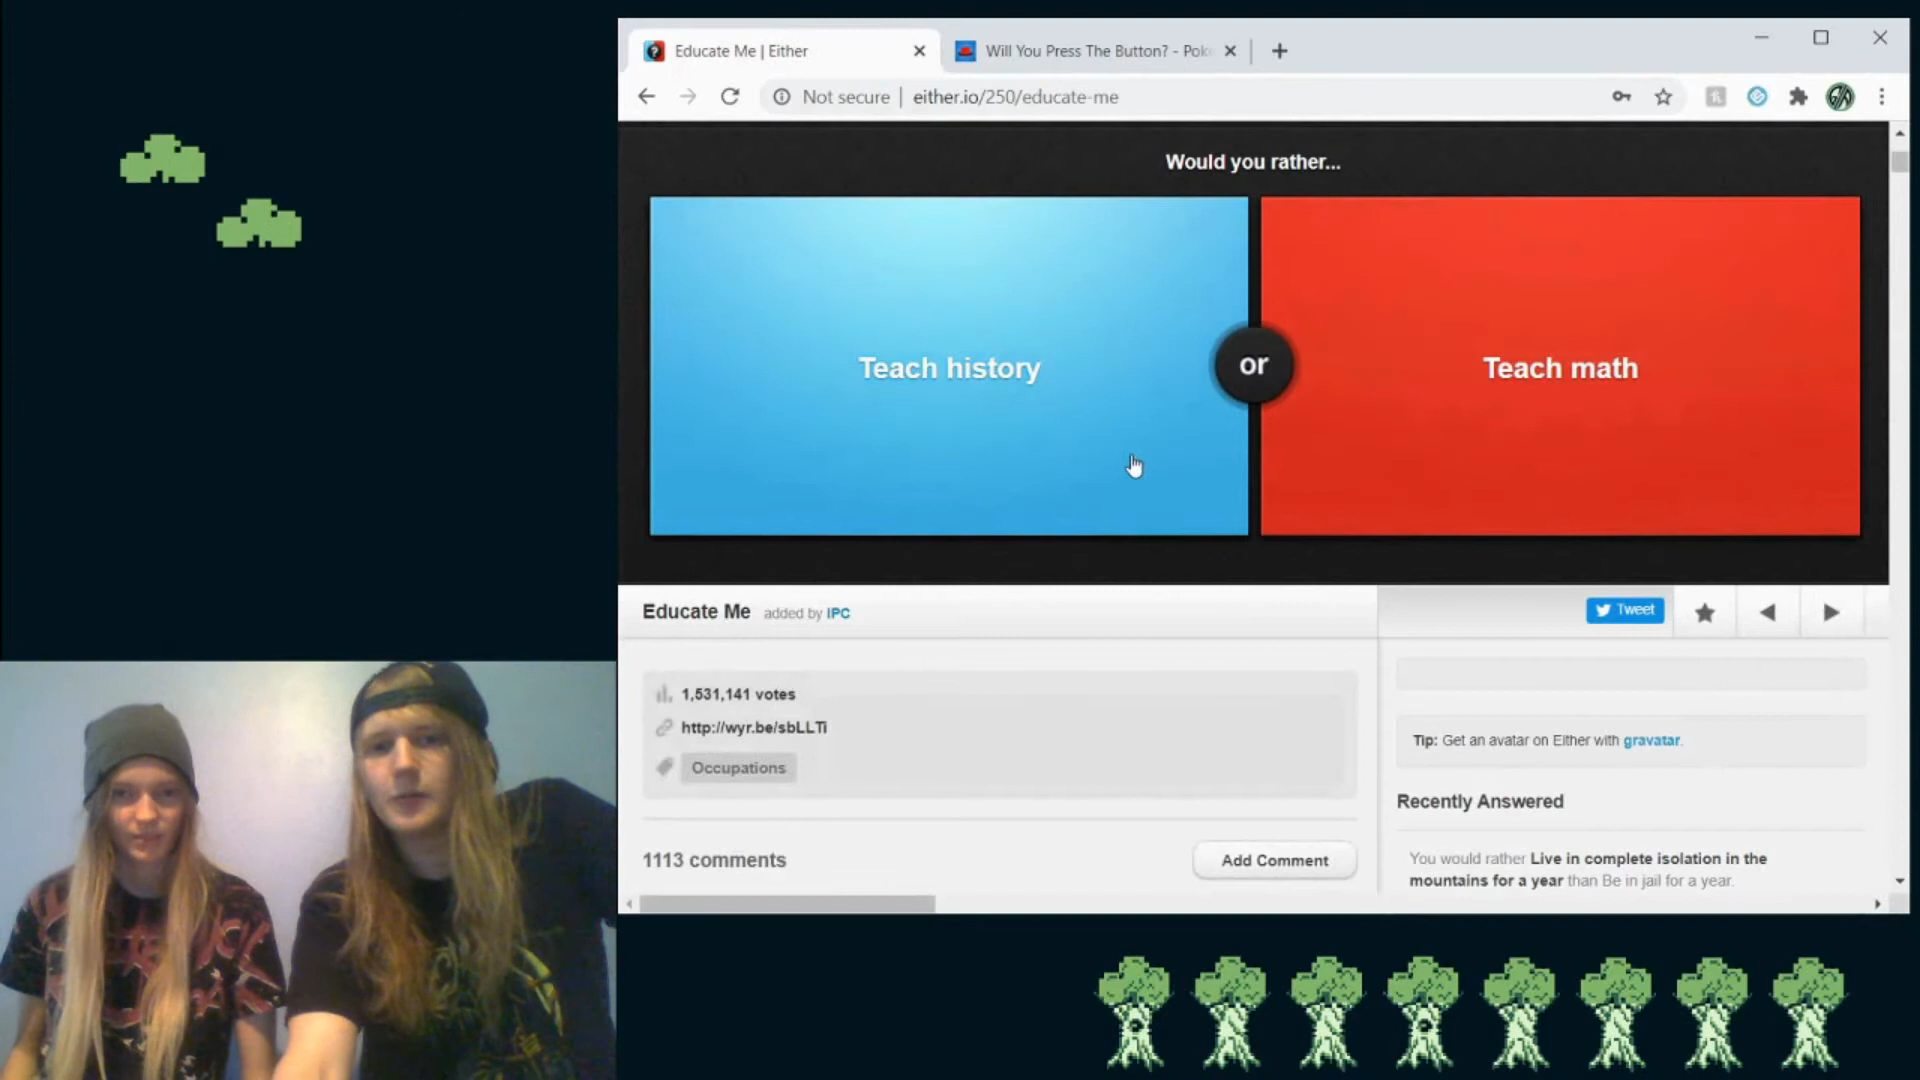 Educate Me | Either
Will You Press The Button? - Pok
Not secure | either.io/250/educate-me
Would you rather...
Teach history
or
Teach math
Educate Me added by IPC
Tweet
1,531,141 votes
http://wyr.be/sbLLTi
Occupations
Tip: Get an avatar on Either with gravatar.
Recently Answered
1113 comments
Add Comment
You would rather Live in complete isolation in the
mountains for a year than Be in jail for a year.